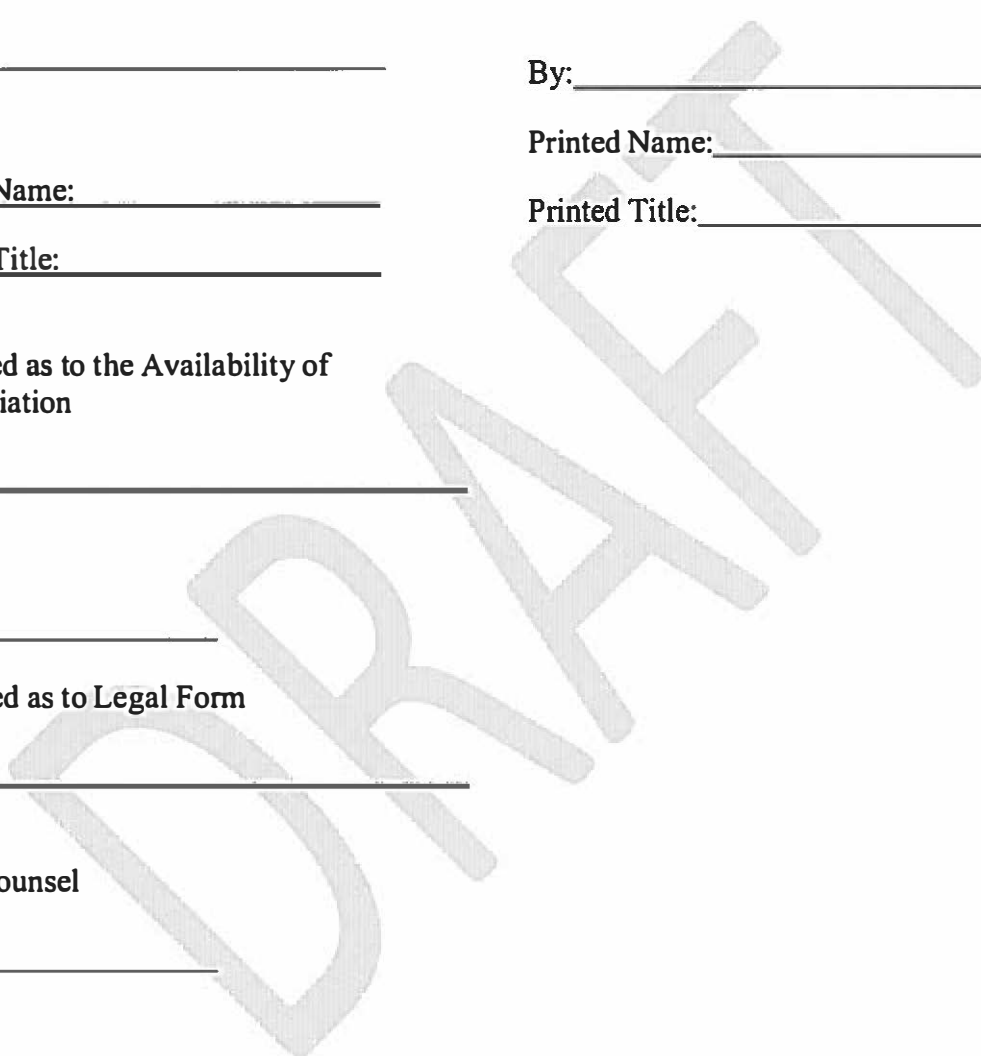 By:
Printed Name:
Printed Title:
Name:
Title:
ed as to the Availability of
iation
ed as to Legal Form
ounsel
DRAFT